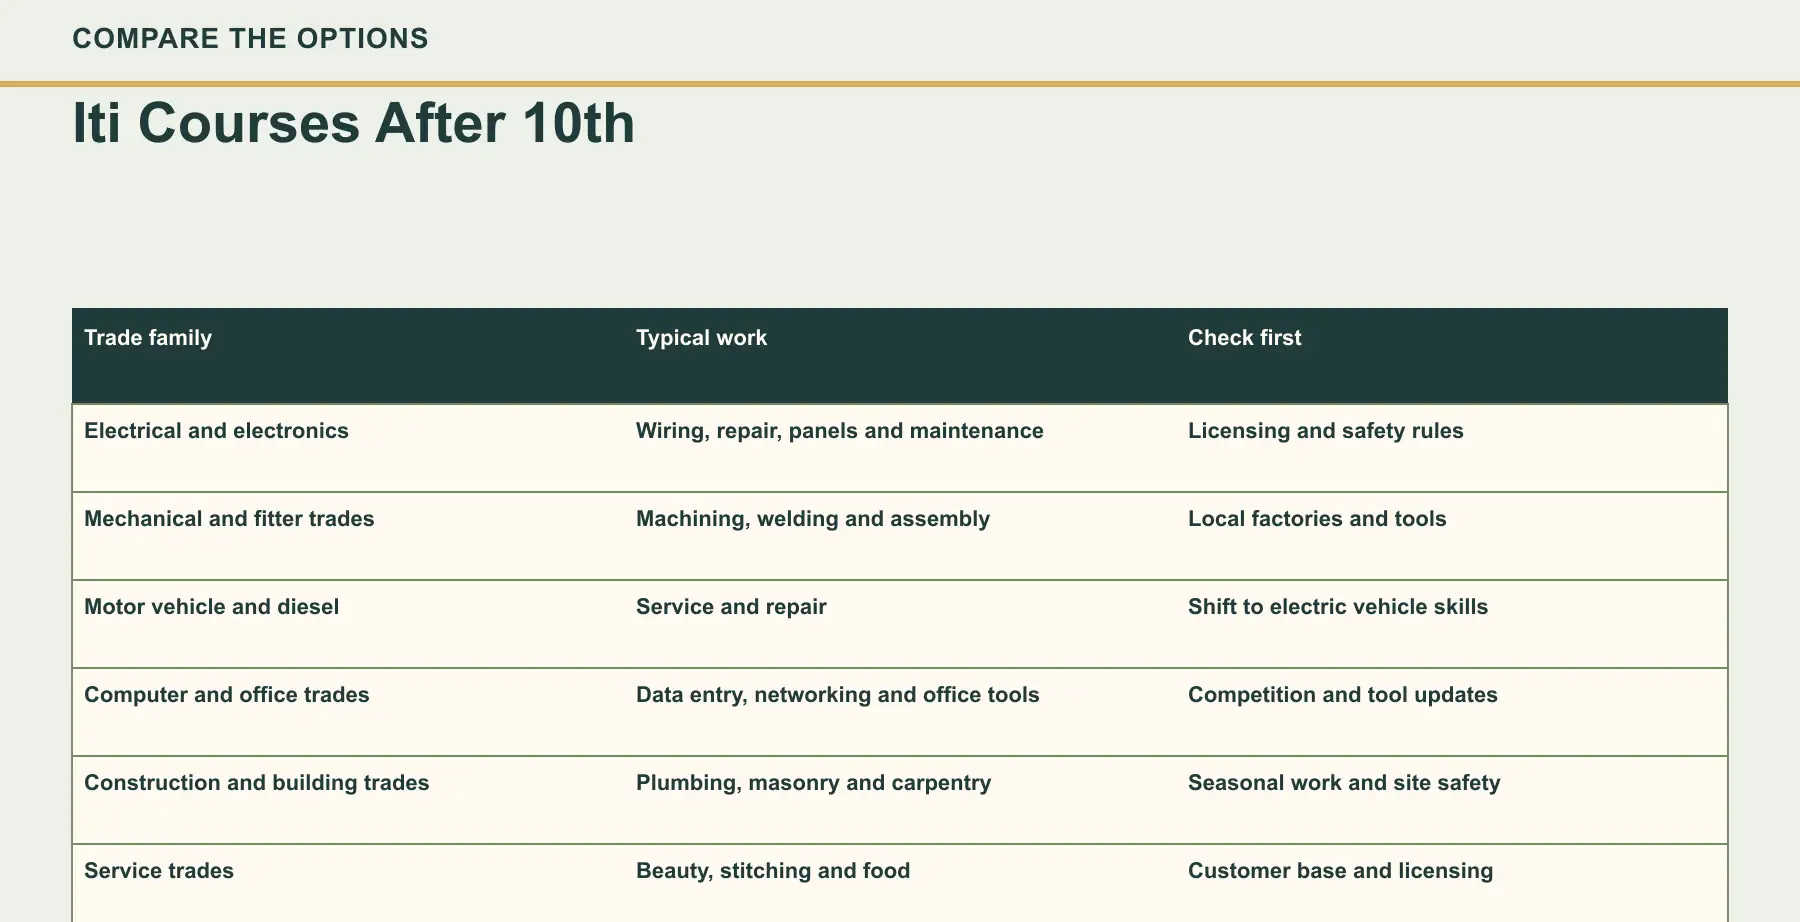 COMPARE THE OPTIONS
Iti Courses After 10th
Trade family Typical work Check first
Electrical and electronics Wiring, repair, panels and maintenance Licensing and safety rules
Mechanical and fitter trades Machining, welding and assembly Local factories and tools
Motor vehicle and diesel Service and repair Shift to electric vehicle skills
Computer and office trades Data entry, networking and office tools Competition and tool updates
Construction and building trades Plumbing, masonry and carpentry Seasonal work and site safety
Service trades Beauty, stitching and food Customer base and licensing